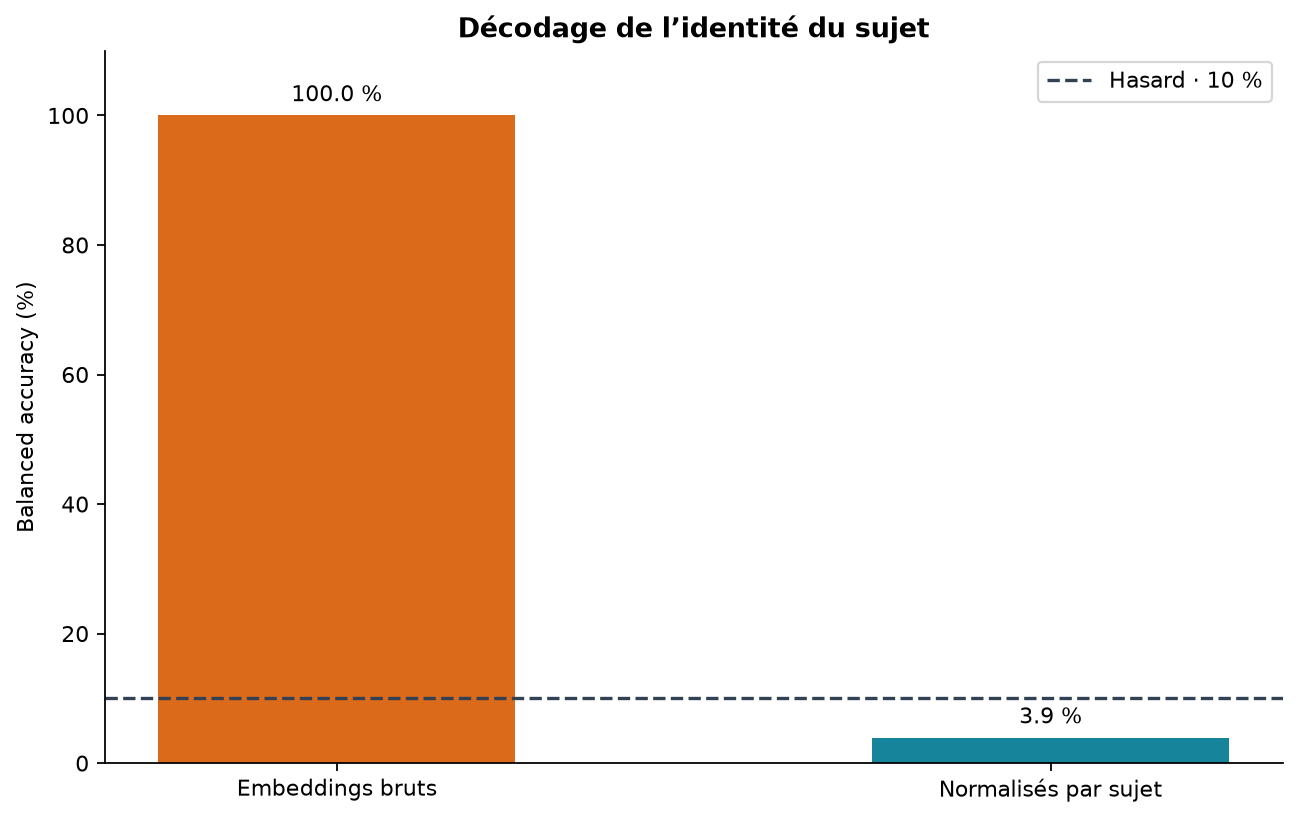 Décodage de l’identité du sujet
Hasard · 10 %
100.0 %
3.9 %
Balanced accuracy (%)
100
80
60
40
20
0
Embeddings bruts
Normalisés par sujet